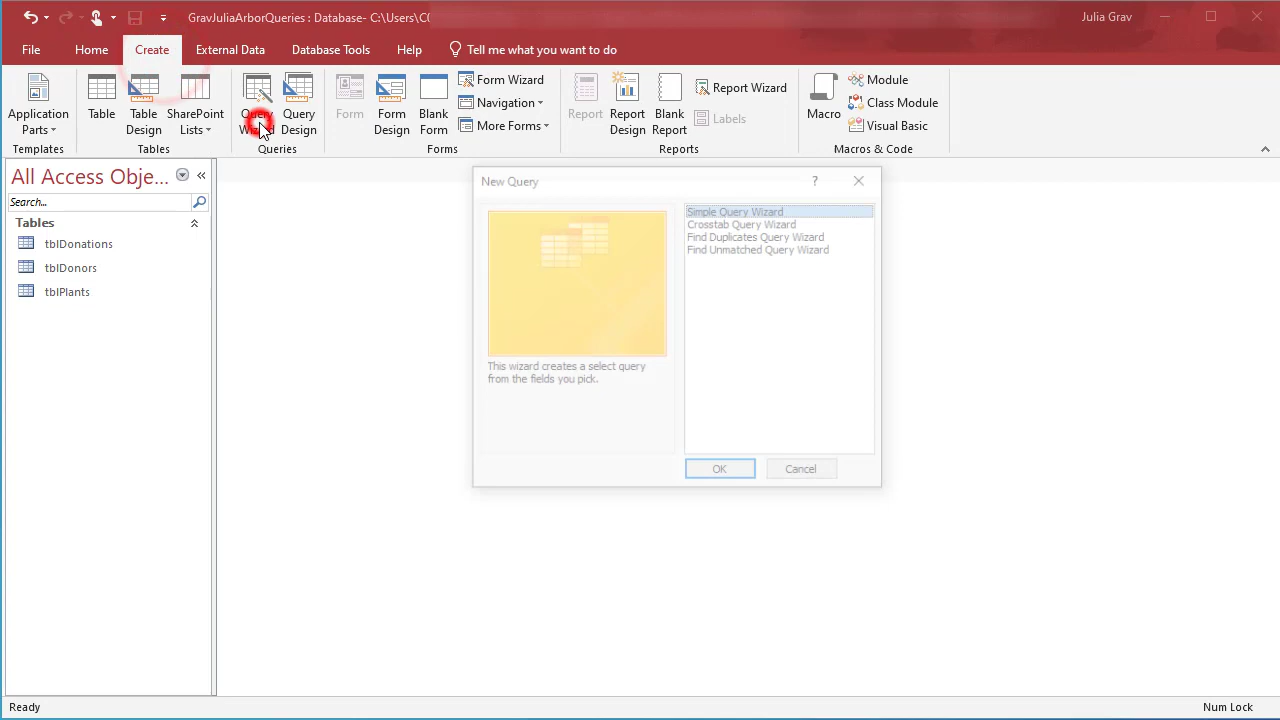 GravJuliaArborQueries : Database- C:\Users\C
Julia Grav
File Home Create External Data Database Tools Help Tell me what you want to do
Application Parts
Table
Table Design
SharePoint Lists
Query Wizard
Query Design
Form
Form Design
Blank Form
Form Wizard
Navigation
More Forms
Report
Report Design
Blank Report
Report Wizard
Labels
Macro
Module
Class Module
Visual Basic
Templates Tables Queries Forms Reports Macros & Code
All Access Obje...
Search...
Tables
tblDonations
tblDonors
tblPlants
New Query
?
Simple Query Wizard
Crosstab Query Wizard
Find Duplicates Query Wizard
Find Unmatched Query Wizard
This wizard creates a select query
from the fields you pick.
OK Cancel
Ready
Num Lock